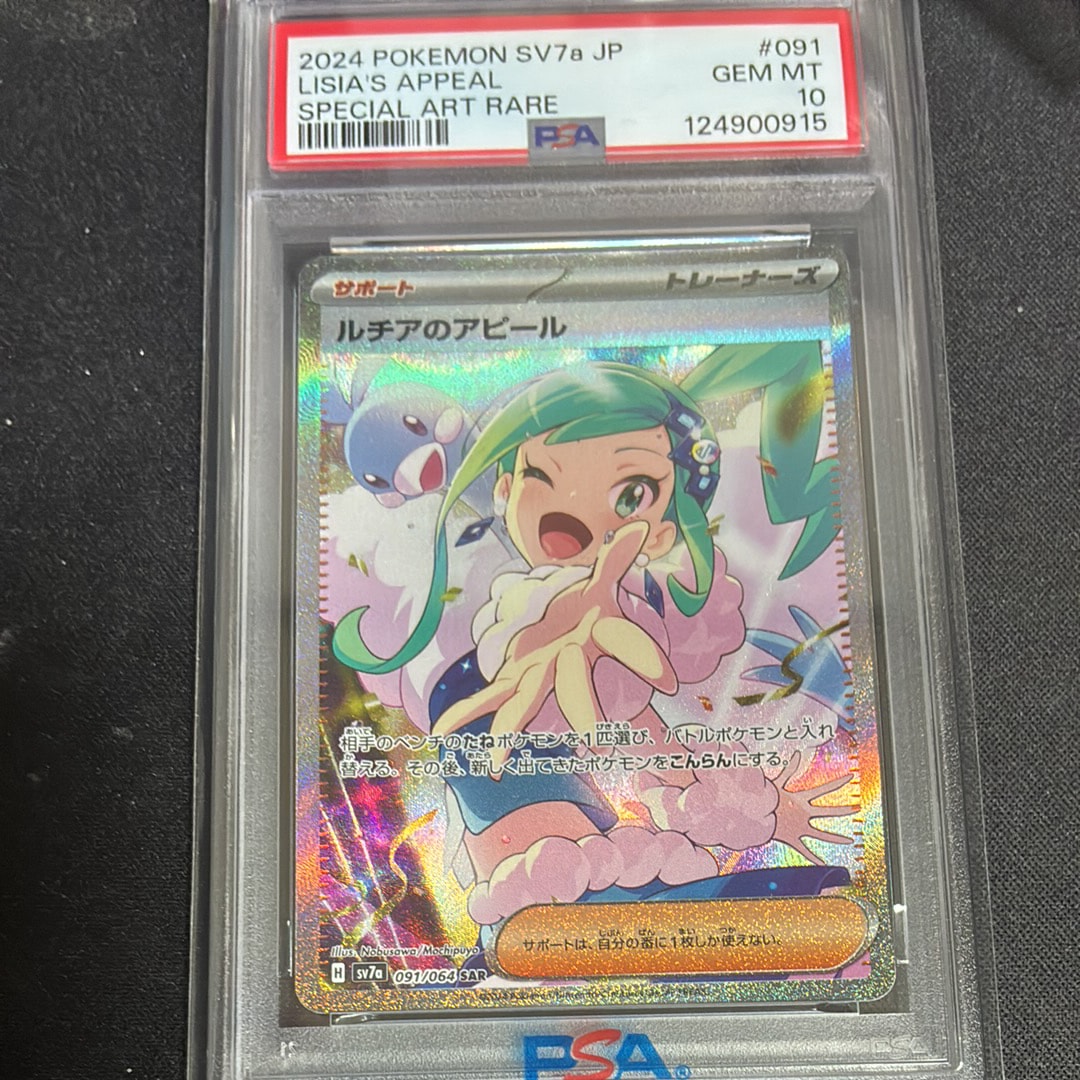 2024 POKEMON SV7a JP #091
LISIA'S APPEAL GEM MT
SPECIAL ART RARE 10
PSA 124900915
サポート トレーナーズ
ルチアのアピール
相手のベンチのたねポケモンを1匹選び、バトルポケモンと入れ
替える。その後、新しく出てきたポケモンをこんらんにする。
サポートは、自分の番に1枚しか使えない。
Illus. Nobusawa/Mochipuyo
H sv7a 091/064 SAR
PSA